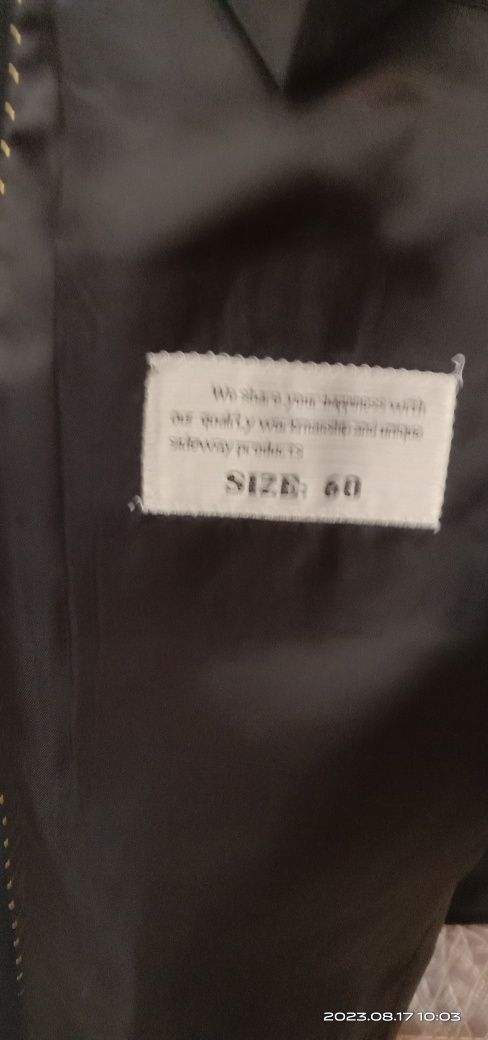 We share your happiness with
our quality workmanship and unique
sideway products
SIZE: 60
2023.08.17 10:03